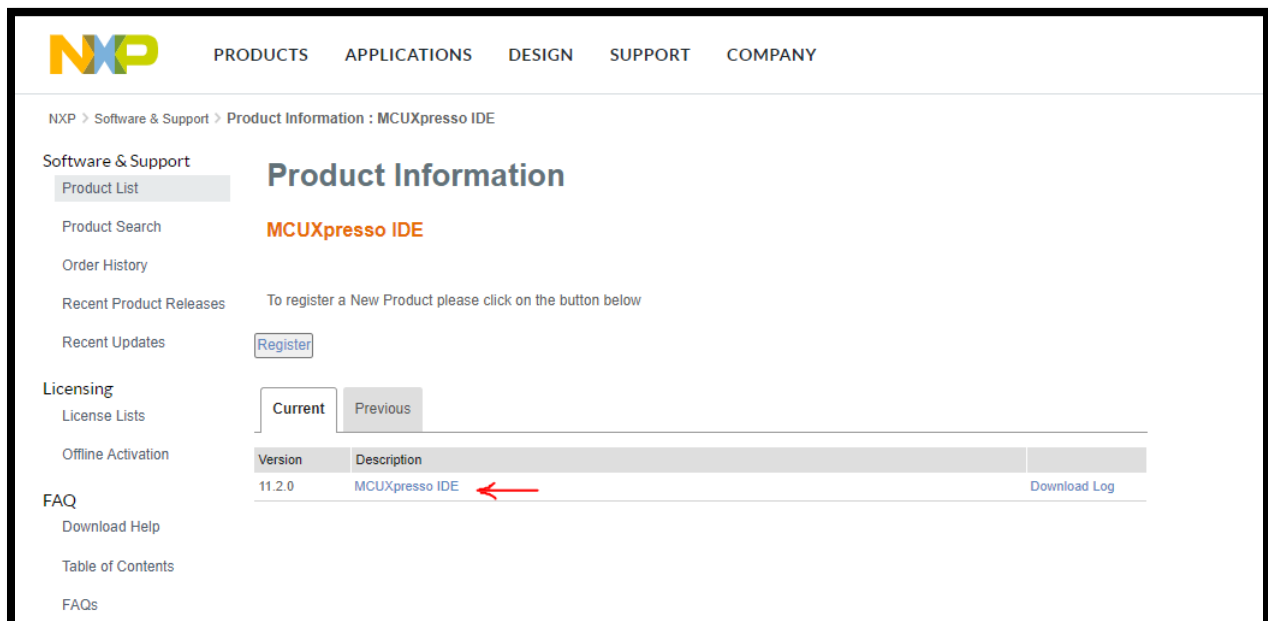 NXP PRODUCTS APPLICATIONS DESIGN SUPPORT COMPANY
NXP > Software & Support > Product Information : MCUXpresso IDE
Software & Support
Product List
Product Search
Order History
Recent Product Releases
Recent Updates
Licensing
License Lists
Offline Activation
FAQ
Download Help
Table of Contents
FAQs
Product Information
MCUXpresso IDE
To register a New Product please click on the button below
Register
Current Previous
Version Description
11.2.0 MCUXpresso IDE Download Log